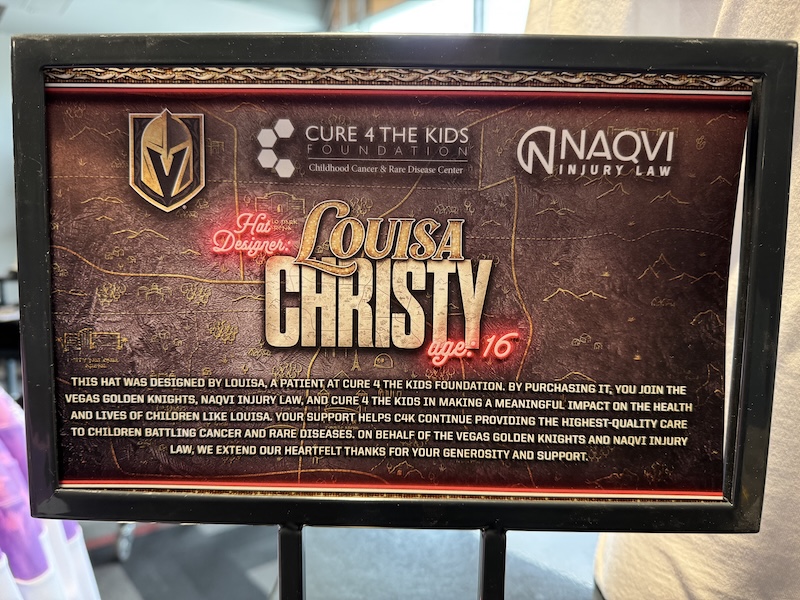 CURE 4 THE KIDS
FOUNDATION
Childhood Cancer & Rare Disease Center
NAQVI
INJURY LAW
Hat
Designer:
LOUISA
CHRISTY
age: 16
THIS HAT WAS DESIGNED BY LOUISA, A PATIENT AT CURE 4 THE KIDS FOUNDATION. BY PURCHASING IT, YOU JOIN THE
VEGAS GOLDEN KNIGHTS, NAQVI INJURY LAW, AND CURE 4 THE KIDS IN MAKING A MEANINGFUL IMPACT ON THE HEALTH
AND LIVES OF CHILDREN LIKE LOUISA. YOUR SUPPORT HELPS C4K CONTINUE PROVIDING THE HIGHEST-QUALITY CARE
TO CHILDREN BATTLING CANCER AND RARE DISEASES. ON BEHALF OF THE VEGAS GOLDEN KNIGHTS AND NAQVI INJURY
LAW, WE EXTEND OUR HEARTFELT THANKS FOR YOUR GENEROSITY AND SUPPORT.